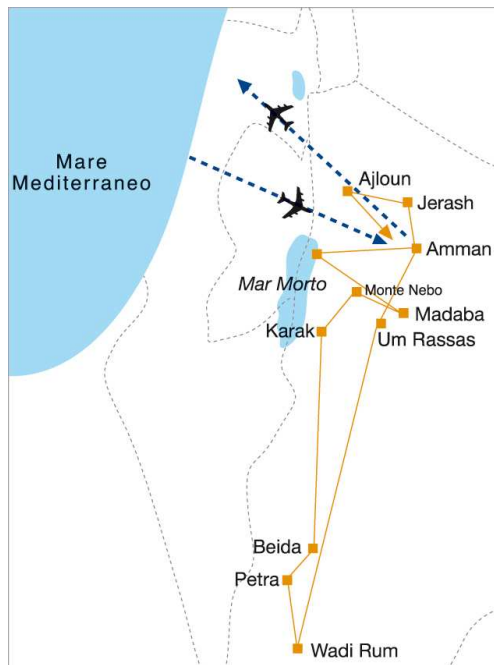 Mare
Mediterraneo
Ajloun
Jerash
Amman
Mar Morto
Monte Nebo
Madaba
Karak
Um Rassas
Beida
Petra
Wadi Rum